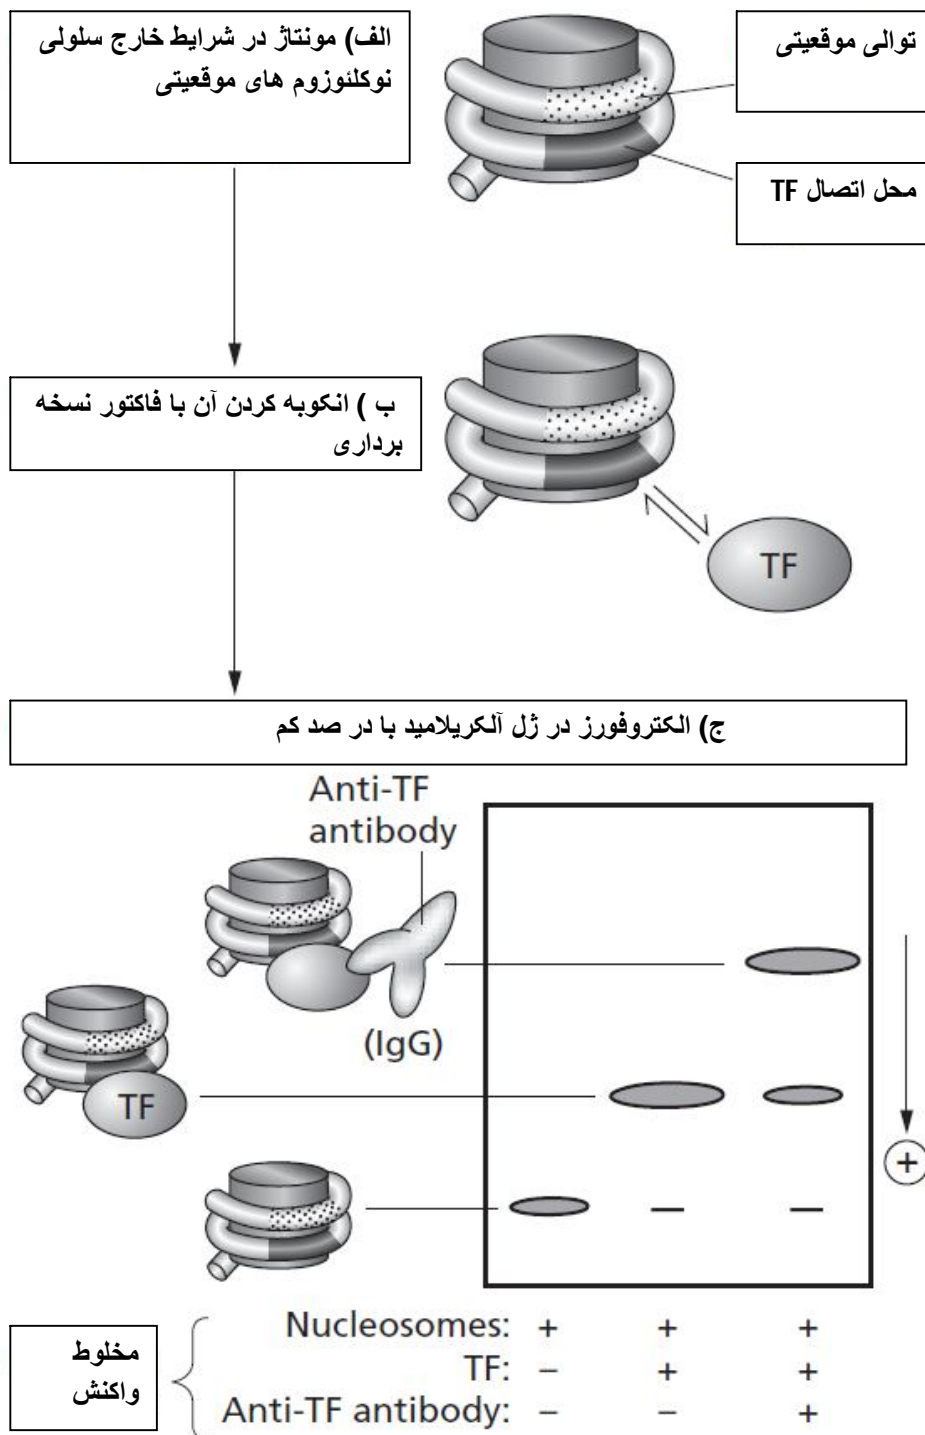 الف) مونتاژ در شرایط خارج سلولی
نوکلئوزوم های موقعیتی
توالی موقعیتی
محل اتصال TF
ب ) انکوبه کردن آن با فاکتور نسخه
برداری
TF
ج) الکتروفورز در ژل آلکریلامید با در صد کم
Anti-TF
antibody
(IgG)
TF
+
مخلوط
واکنش
Nucleosomes: + + +
TF: – + +
Anti-TF antibody: – – +